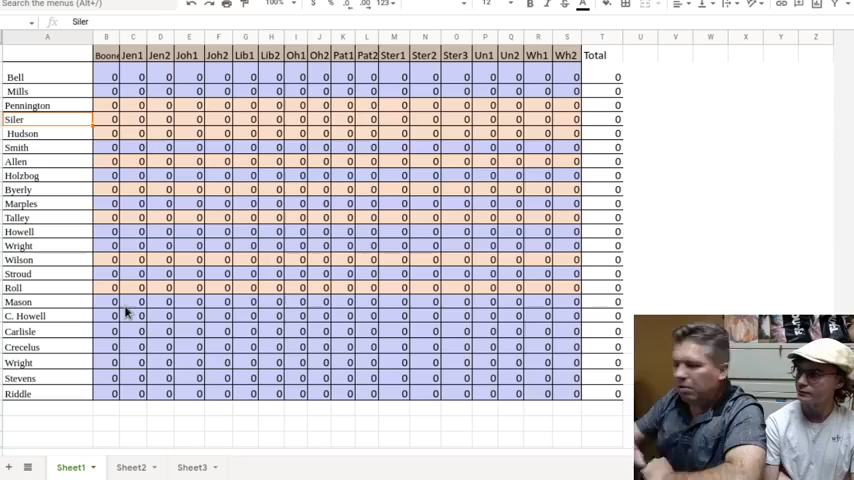 Search the menus (Alt+/) 100% $ % .0 .00 123 12 A
fx Siler
A B C D E F G H I J K L M N O P Q R S T U V W X Y Z
Boone Jen1 Jen2 Joh1 Joh2 Lib1 Lib2 Oh1 Oh2 Pat1 Pat2 Ster1 Ster2 Ster3 Un1 Un2 Wh1 Wh2 Total
Bell 0 0 0 0 0 0 0 0 0 0 0 0 0 0 0 0 0 0 0
Mills 0 0 0 0 0 0 0 0 0 0 0 0 0 0 0 0 0 0 0
Pennington 0 0 0 0 0 0 0 0 0 0 0 0 0 0 0 0 0 0 0
Siler 0 0 0 0 0 0 0 0 0 0 0 0 0 0 0 0 0 0 0
Hudson 0 0 0 0 0 0 0 0 0 0 0 0 0 0 0 0 0 0 0
Smith 0 0 0 0 0 0 0 0 0 0 0 0 0 0 0 0 0 0 0
Allen 0 0 0 0 0 0 0 0 0 0 0 0 0 0 0 0 0 0 0
Holzbog 0 0 0 0 0 0 0 0 0 0 0 0 0 0 0 0 0 0 0
Byerly 0 0 0 0 0 0 0 0 0 0 0 0 0 0 0 0 0 0 0
Marples 0 0 0 0 0 0 0 0 0 0 0 0 0 0 0 0 0 0 0
Talley 0 0 0 0 0 0 0 0 0 0 0 0 0 0 0 0 0 0 0
Howell 0 0 0 0 0 0 0 0 0 0 0 0 0 0 0 0 0 0 0
Wright 0 0 0 0 0 0 0 0 0 0 0 0 0 0 0 0 0 0 0
Wilson 0 0 0 0 0 0 0 0 0 0 0 0 0 0 0 0 0 0 0
Stroud 0 0 0 0 0 0 0 0 0 0 0 0 0 0 0 0 0 0 0
Roll 0 0 0 0 0 0 0 0 0 0 0 0 0 0 0 0 0 0 0
Mason 0 0 0 0 0 0 0 0 0 0 0 0 0 0 0 0 0 0 0
C. Howell 0 0 0 0 0 0 0 0 0 0 0 0 0 0 0 0 0 0 0
Carlisle 0 0 0 0 0 0 0 0 0 0 0 0 0 0 0 0 0 0 0
Crecelus 0 0 0 0 0 0 0 0 0 0 0 0 0 0 0 0 0 0 0
Wright 0 0 0 0 0 0 0 0 0 0 0 0 0 0 0 0 0 0 0
Stevens 0 0 0 0 0 0 0 0 0 0 0 0 0 0 0 0 0 0 0
Riddle 0 0 0 0 0 0 0 0 0 0 0 0 0 0 0 0 0 0 0
Sheet1 Sheet2 Sheet3